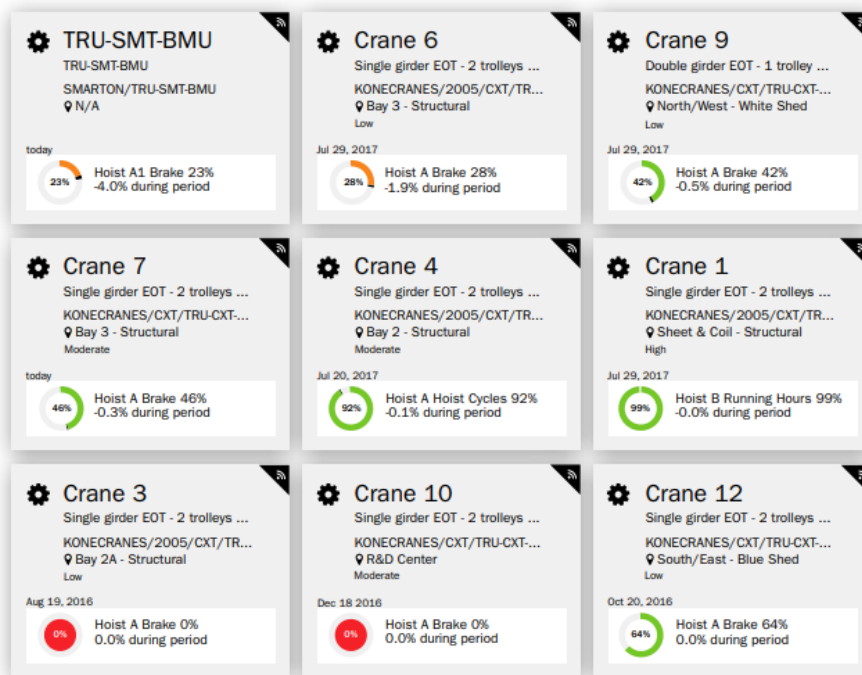 TRU-SMT-BMU
TRU-SMT-BMU
SMARTON/TRU-SMT-BMU
N/A
today
23%
Hoist A1 Brake 23%
-4.0% during period
Crane 6
Single girder EOT - 2 trolleys ...
KONECRANES/2005/CXT/TR...
Bay 3 - Structural
Low
Jul 29, 2017
28%
Hoist A Brake 28%
-1.9% during period
Crane 9
Double girder EOT - 1 trolley ...
KONECRANES/CXT/TRU-CXT-...
North/West - White Shed
Low
Jul 29, 2017
42%
Hoist A Brake 42%
-0.5% during period
Crane 7
Single girder EOT - 2 trolleys ...
KONECRANES/CXT/TRU-CXT-...
Bay 3 - Structural
Moderate
today
46%
Hoist A Brake 46%
-0.3% during period
Crane 4
Single girder EOT - 2 trolleys ...
KONECRANES/2005/CXT/TR...
Bay 2 - Structural
Moderate
Jul 20, 2017
92%
Hoist A Hoist Cycles 92%
-0.1% during period
Crane 1
Single girder EOT - 2 trolleys ...
KONECRANES/2005/CXT/TR...
Sheet & Coil - Structural
High
Jul 29, 2017
99%
Hoist B Running Hours 99%
-0.0% during period
Crane 3
Single girder EOT - 2 trolleys ...
KONECRANES/2005/CXT/TR...
Bay 2A - Structural
Low
Aug 19, 2016
0%
Hoist A Brake 0%
0.0% during period
Crane 10
Single girder EOT - 2 trolleys ...
KONECRANES/CXT/TRU-CXT-...
R&D Center
Moderate
Dec 18 2016
0%
Hoist A Brake 0%
0.0% during period
Crane 12
Single girder EOT - 2 trolleys ...
KONECRANES/CXT/TRU-CXT-...
South/East - Blue Shed
Low
Oct 20, 2016
64%
Hoist A Brake 64%
0.0% during period